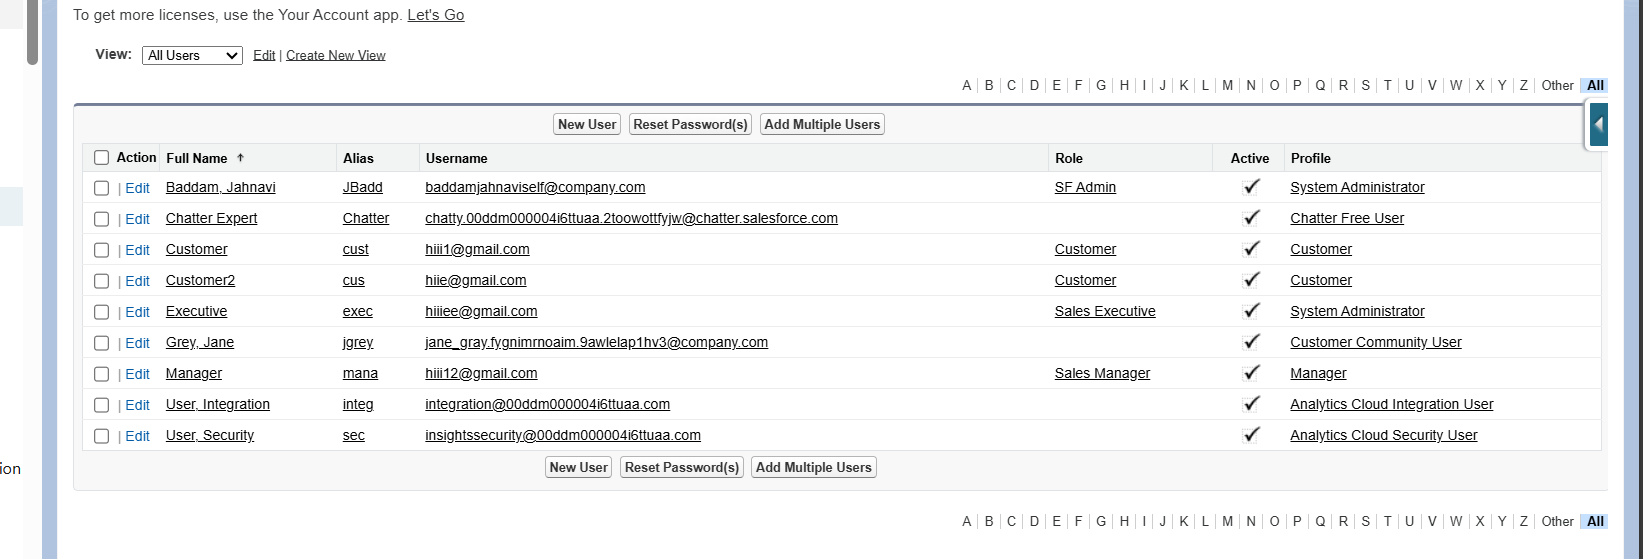 To get more licenses, use the Your Account app. Let's Go
View: All Users Edit | Create New View
A B C D E F G H I J K L M N O P Q R S T U V W X Y Z Other All
New User Reset Password(s) Add Multiple Users
Action Full Name ↑ Alias Username Role Active Profile
| Edit Baddam, Jahnavi JBadd baddamjahnaviself@company.com SF Admin ✓ System Administrator
| Edit Chatter Expert Chatter chatty.00ddm000004i6ttuaa.2toowottfyjw@chatter.salesforce.com ✓ Chatter Free User
| Edit Customer cust hiii1@gmail.com Customer ✓ Customer
| Edit Customer2 cus hiie@gmail.com Customer ✓ Customer
| Edit Executive exec hiiiee@gmail.com Sales Executive ✓ System Administrator
| Edit Grey, Jane jgrey jane_gray.fygnimrnoaim.9awlelap1hv3@company.com ✓ Customer Community User
| Edit Manager mana hiii12@gmail.com Sales Manager ✓ Manager
| Edit User, Integration integ integration@00ddm000004i6ttuaa.com ✓ Analytics Cloud Integration User
| Edit User, Security sec insightssecurity@00ddm000004i6ttuaa.com ✓ Analytics Cloud Security User
ion
New User Reset Password(s) Add Multiple Users
A B C D E F G H I J K L M N O P Q R S T U V W X Y Z Other All